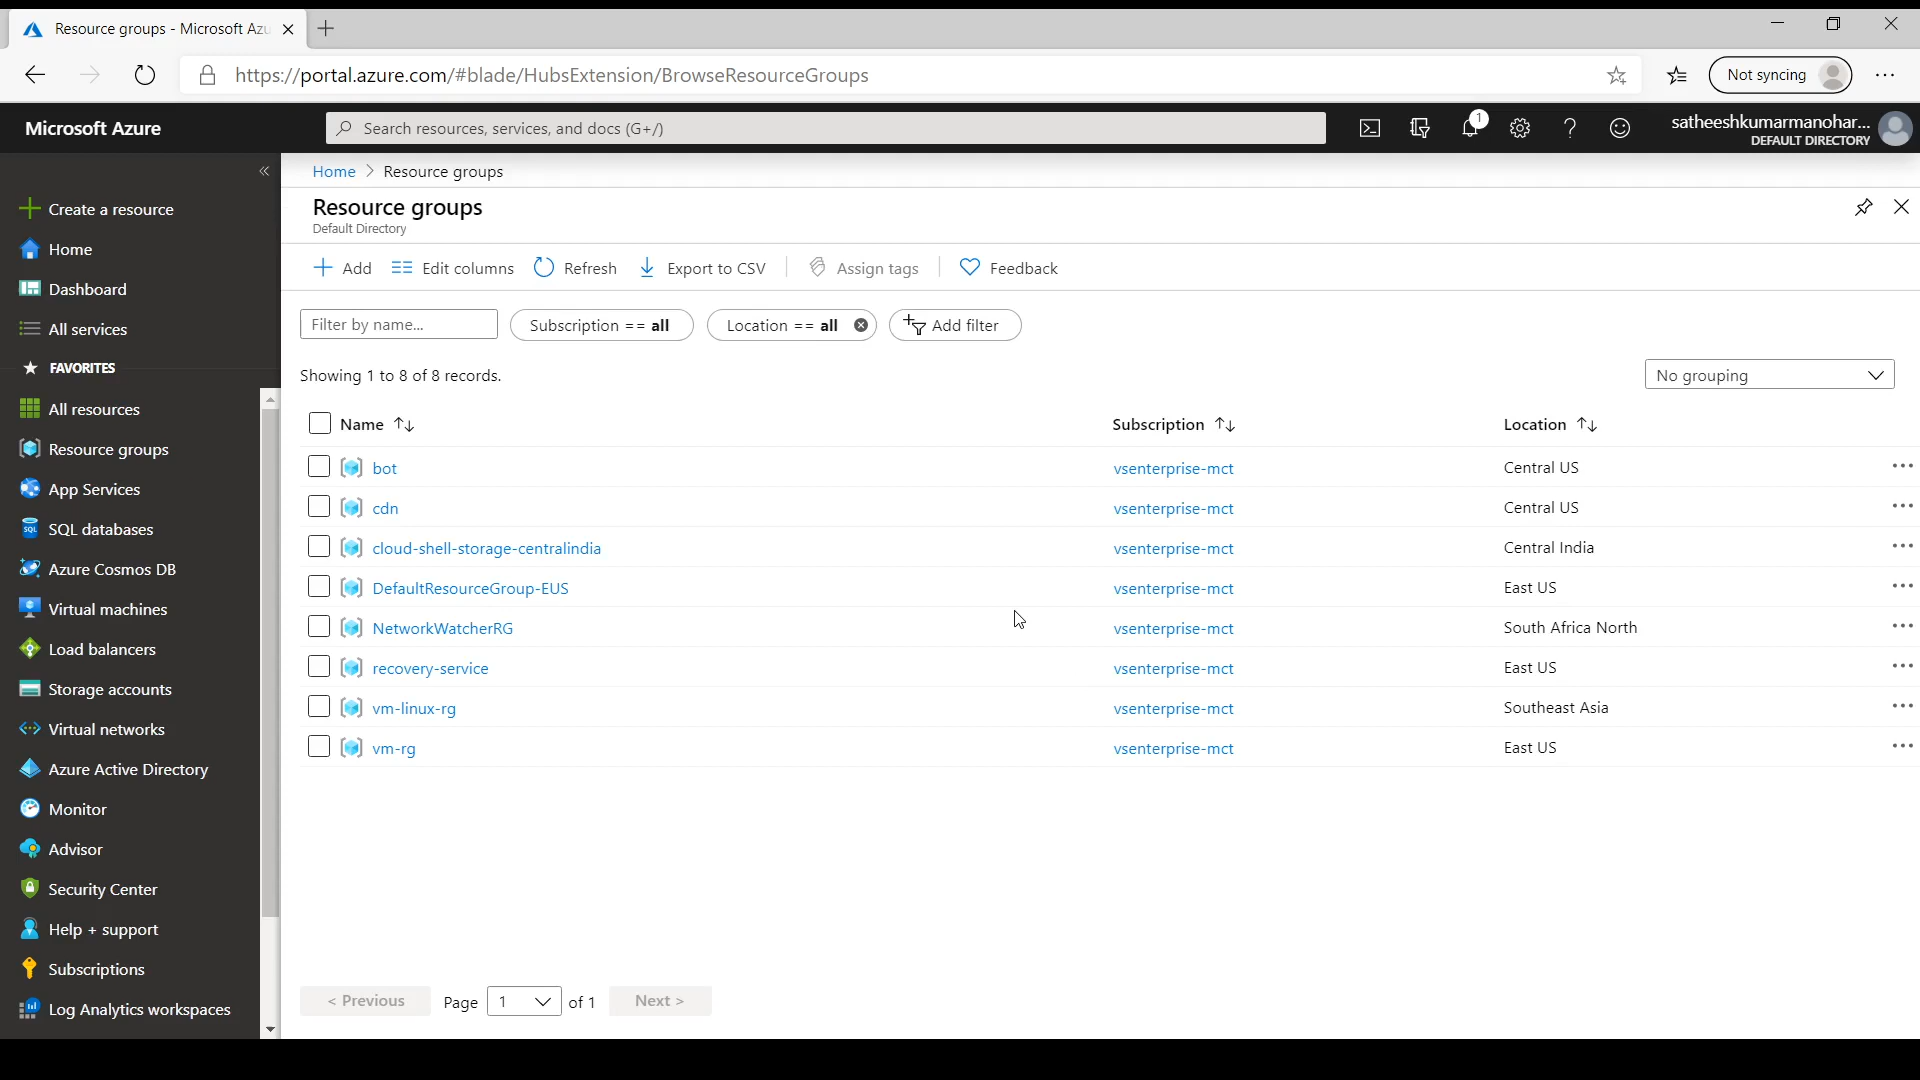 Resource groups - Microsoft Azu
https://portal.azure.com/#blade/HubsExtension/BrowseResourceGroups
Not syncing
Microsoft Azure
Search resources, services, and docs (G+/)
1
satheeshkumarmanohar...
DEFAULT DIRECTORY
Create a resource
Home
Dashboard
All services
FAVORITES
All resources
Resource groups
App Services
SQL
SQL databases
Azure Cosmos DB
Virtual machines
Load balancers
Storage accounts
Virtual networks
Azure Active Directory
Monitor
Advisor
Security Center
Help + support
Subscriptions
Log Analytics workspaces
Home > Resource groups
Resource groups
Default Directory
Add Edit columns Refresh Export to CSV Assign tags Feedback
Filter by name... Subscription == all Location == all Add filter
Showing 1 to 8 of 8 records.
No grouping
Name Subscription Location
bot vsenterprise-mct Central US
cdn vsenterprise-mct Central US
cloud-shell-storage-centralindia vsenterprise-mct Central India
DefaultResourceGroup-EUS vsenterprise-mct East US
NetworkWatcherRG vsenterprise-mct South Africa North
recovery-service vsenterprise-mct East US
vm-linux-rg vsenterprise-mct Southeast Asia
vm-rg vsenterprise-mct East US
< Previous Page 1 of 1 Next >